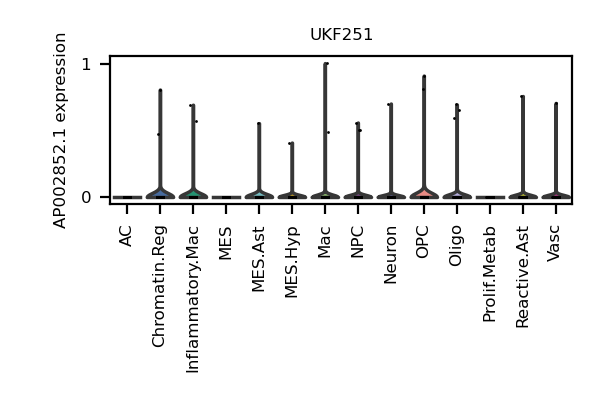 UKF251
AP002852.1 expression
1
0
AC
Chromatin.Reg
Inflammatory.Mac
MES
MES.Ast
MES.Hyp
Mac
NPC
Neuron
OPC
Oligo
Prolif.Metab
Reactive.Ast
Vasc